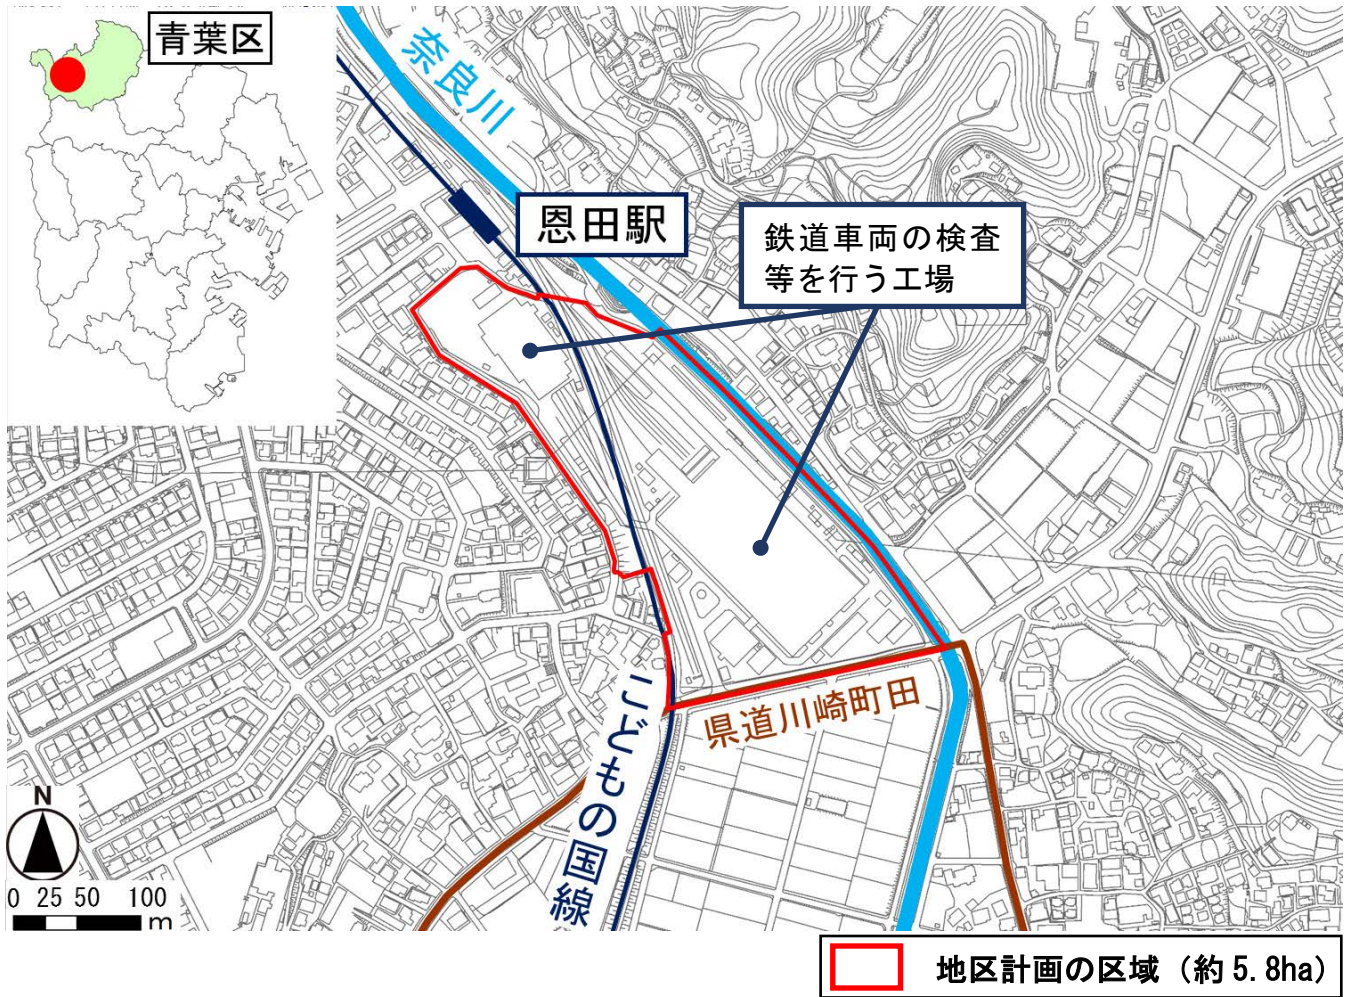 青葉区
奈良川
恩田駅
鉄道車両の検査
等を行う工場
県道川崎町田
こどもの国線
N
0 25 50 100
m
地区計画の区域（約5.8ha）